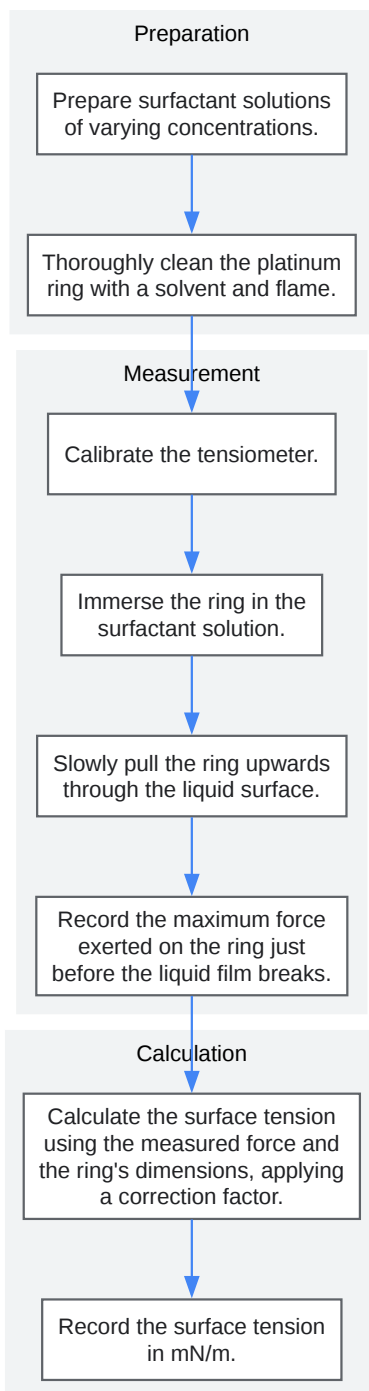 Preparation
Prepare surfactant solutions
of varying concentrations.
Thoroughly clean the platinum
ring with a solvent and flame.
Measurement
Calibrate the tensiometer.
Immerse the ring in the
surfactant solution.
Slowly pull the ring upwards
through the liquid surface.
Record the maximum force
exerted on the ring just
before the liquid film breaks.
Calculation
Calculate the surface tension
using the measured force and
the ring's dimensions, applying
a correction factor.
Record the surface tension
in mN/m.